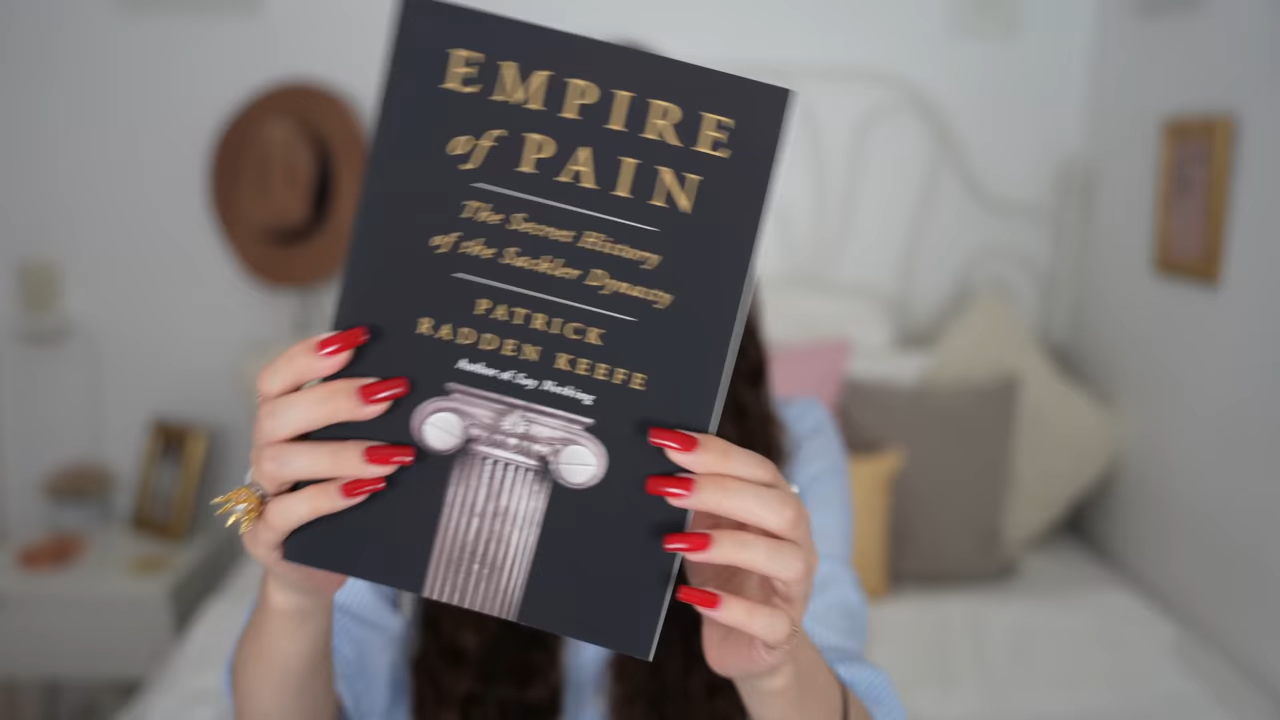 EMPIRE
of PAIN
The Secret History
of the Sackler Dynasty
PATRICK
RADDEN KEEFE
Author of Say Nothing